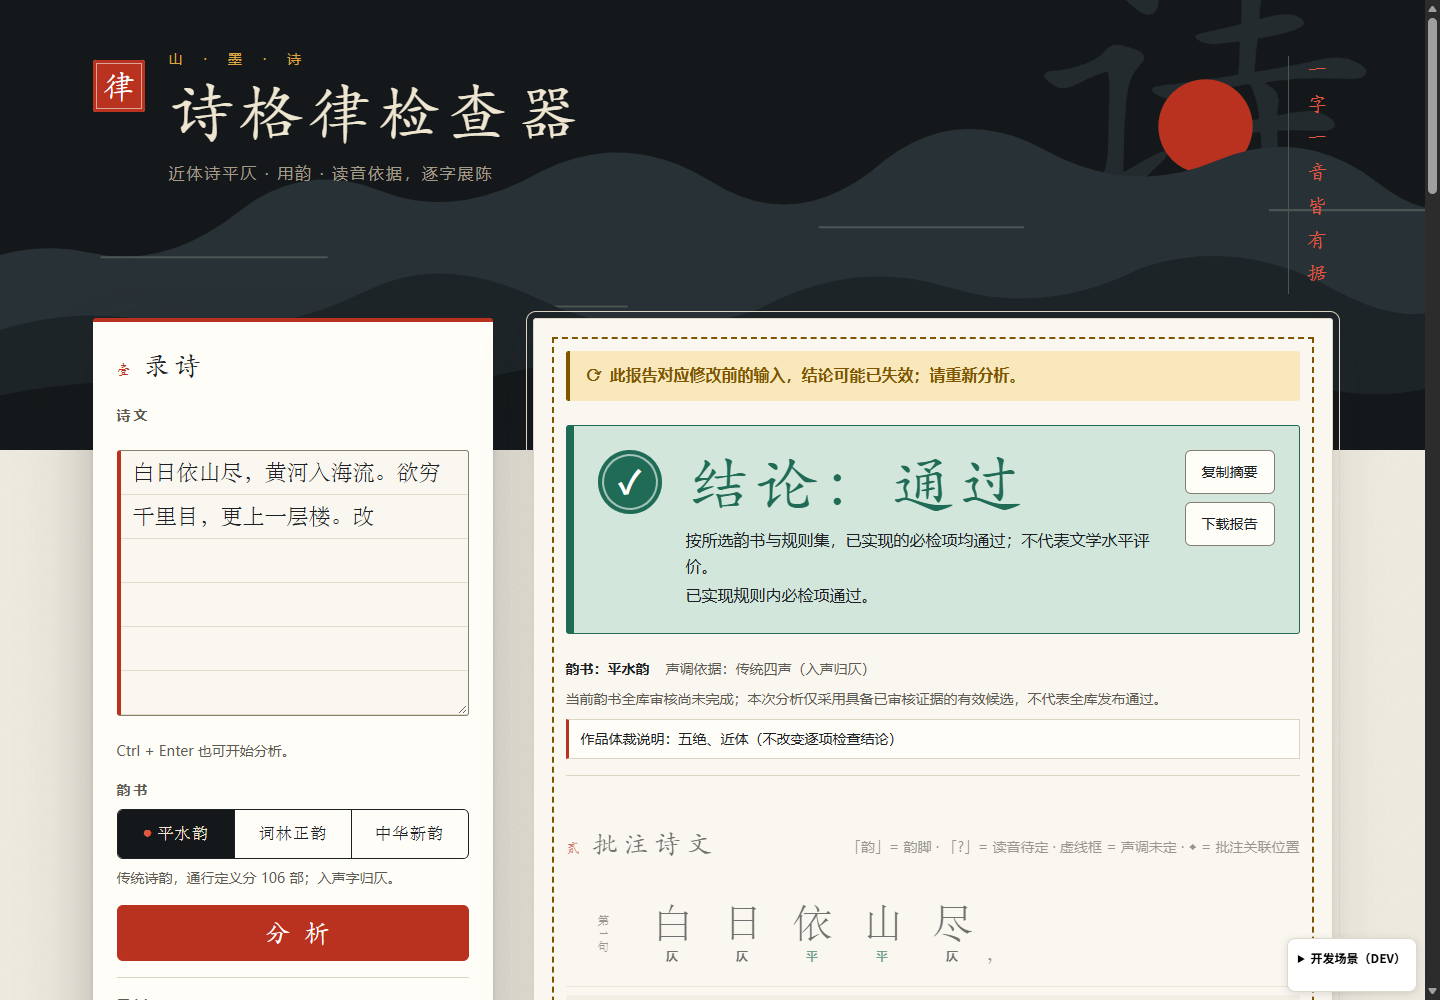 诗
律
山 · 墨 · 诗
诗格律检查器
近体诗平仄 · 用韵 · 读音依据，逐字展陈
一字一音皆有据
壹 录诗
诗文
白日依山尽，黄河入海流。欲穷
千里目，更上一层楼。改
Ctrl + Enter 也可开始分析。
韵书
平水韵
词林正韵
中华新韵
传统诗韵，通行定义分 106 部；入声字归仄。
分析
⟳ 此报告对应修改前的输入，结论可能已失效；请重新分析。
✓ 结论：通过
按所选韵书与规则集，已实现的必检项均通过；不代表文学水平评
价。
已实现规则内必检项通过。
复制摘要
下载报告
韵书：平水韵 声调依据：传统四声（入声归仄）
当前韵书全库审核尚未完成；本次分析仅采用具备已审核证据的有效候选，不代表全库发布通过。
作品体裁说明：五绝、近体（不改变逐项检查结论）
贰 批注诗文
「韵」= 韵脚 ·「?」= 读音待定 · 虚线框 = 声调未定 · ◆ = 批注关联位置
第1句
白日依山尽，
仄 仄 平 平 仄
▶ 开发场景（DEV）